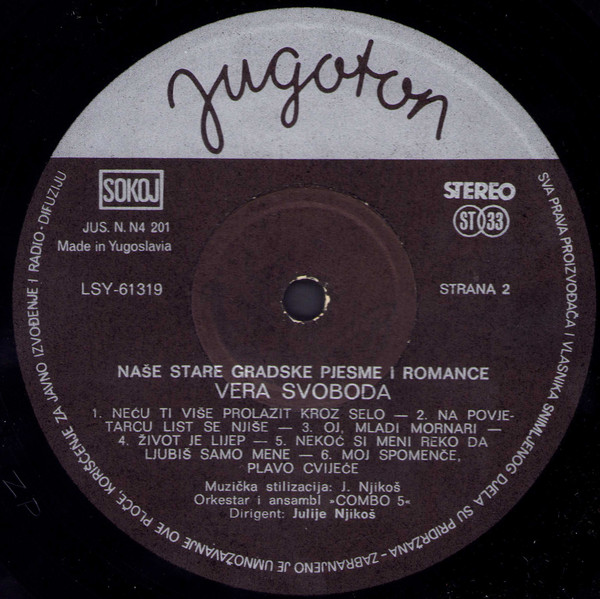 jugoton
SOKOJ
JUS. N. N4 201
Made in Yugoslavia
STEREO
ST 33
LSY-61319
STRANA 2
NAŠE STARE GRADSKE PJESME I ROMANCE
VERA SVOBODA
1. NEĆU TI VIŠE PROLAZIT KROZ SELO — 2. NA POVJE-
TARCU LIST SE NJIŠE — 3. OJ, MLADI MORNARI —
4. ŽIVOT JE LIJEP — 5. NEKOĆ SI MENI REKO DA
LJUBIŠ SAMO MENE — 6. MOJ SPOMENČE,
PLAVO CVIJEĆE
Muzička stilizacija: J. Njikoš
Orkestar i ansambl »COMBO 5«
Dirigent: Julije Njikoš
SVA PRAVA PROIZVOĐAČA I VLASNIKA SNIMLJENOG DJELA SU PRIDRŽANA - ZABRANJENO JE UMNOŽAVANJE OVE PLOČE, KORIŠĆENJE ZA JAVNO IZVOĐENJE I RADIO-DIFUZIJU
ZP